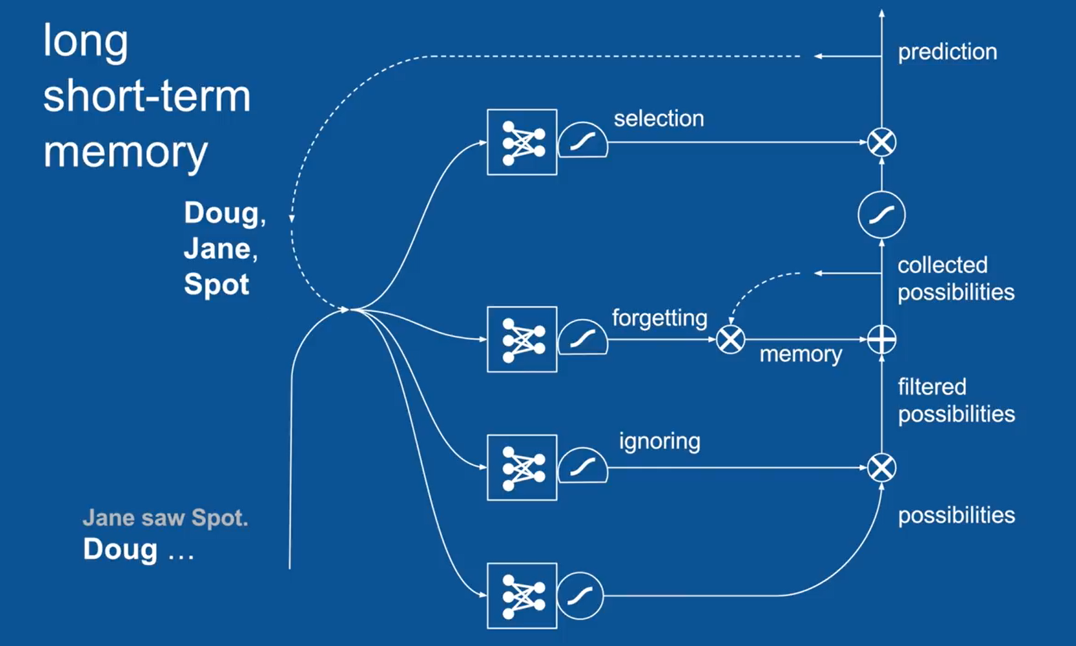 long
short-term
memory
prediction
selection
Doug,
Jane,
Spot
collected
possibilities
forgetting
memory
filtered
possibilities
ignoring
possibilities
Jane saw Spot.
Doug ...